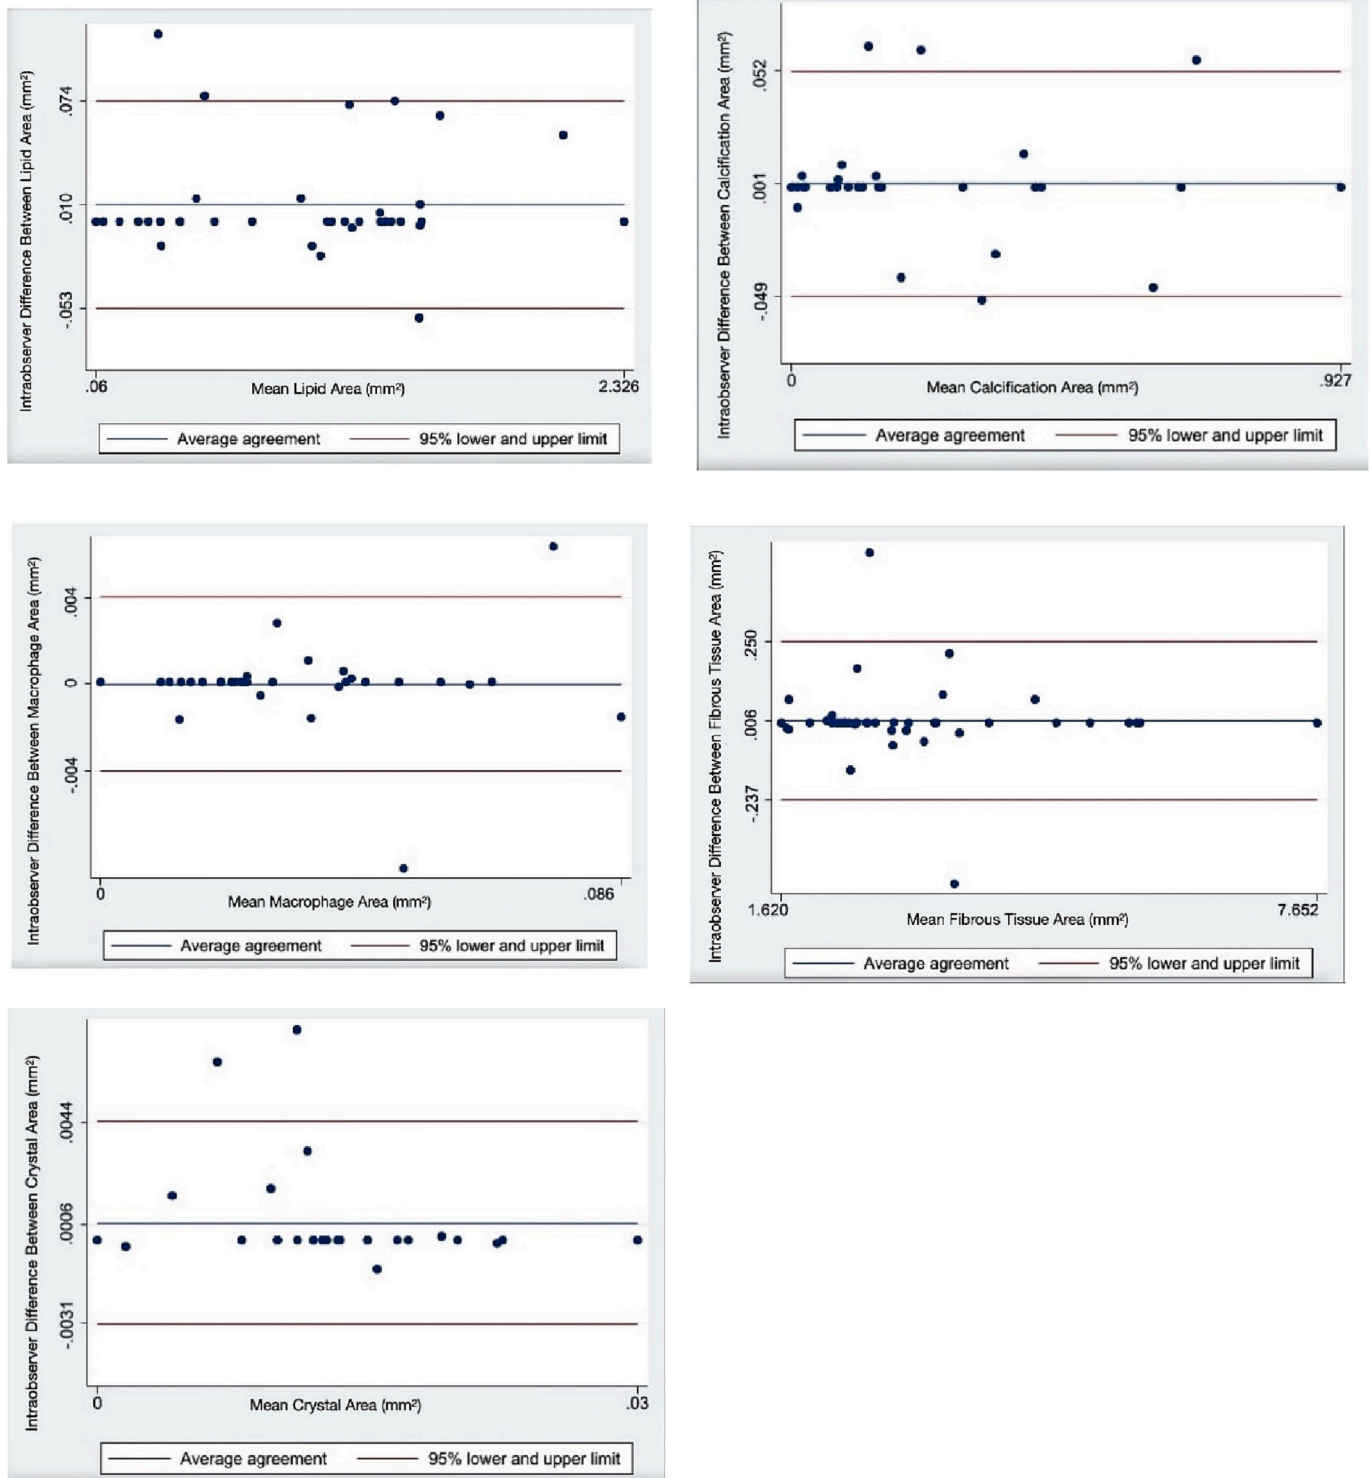 Intraobserver Difference Between Lipid Area (mm²)
.074
.010
-.053
.06
2.326
Mean Lipid Area (mm²)
Average agreement
95% lower and upper limit
Intraobserver Difference Between Calcification Area (mm²)
.052
.001
-.049
0
.927
Mean Calcification Area (mm²)
Average agreement
95% lower and upper limit
Intraobserver Difference Between Macrophage Area (mm²)
.004
0
-.004
0
.086
Mean Macrophage Area (mm²)
Average agreement
95% lower and upper limit
Intraobserver Difference Between Fibrous Tissue Area (mm²)
.250
.006
-.237
1.620
7.652
Mean Fibrous Tissue Area (mm²)
Average agreement
95% lower and upper limit
Intraobserver Difference Between Crystal Area (mm²)
.0044
.0006
-.0031
0
.03
Mean Crystal Area (mm²)
Average agreement
95% lower and upper limit